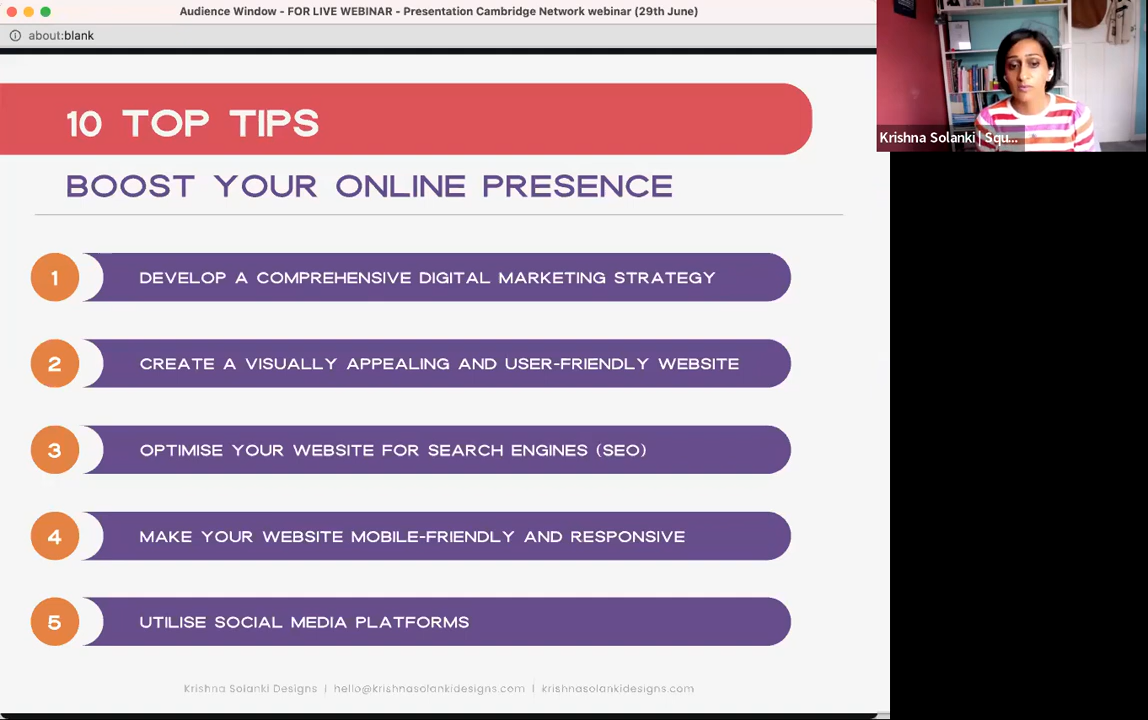 Audience Window - FOR LIVE WEBINAR - Presentation Cambridge Network webinar (29th June)
about:blank
Krishna Solanki | Squ...
10 TOP TIPS
BOOST YOUR ONLINE PRESENCE
1 DEVELOP A COMPREHENSIVE DIGITAL MARKETING STRATEGY
2 CREATE A VISUALLY APPEALING AND USER-FRIENDLY WEBSITE
3 OPTIMISE YOUR WEBSITE FOR SEARCH ENGINES (SEO)
4 MAKE YOUR WEBSITE MOBILE-FRIENDLY AND RESPONSIVE
5 UTILISE SOCIAL MEDIA PLATFORMS
Krishna Solanki Designs | hello@krishnasolankidesigns.com | krishnasolankidesigns.com